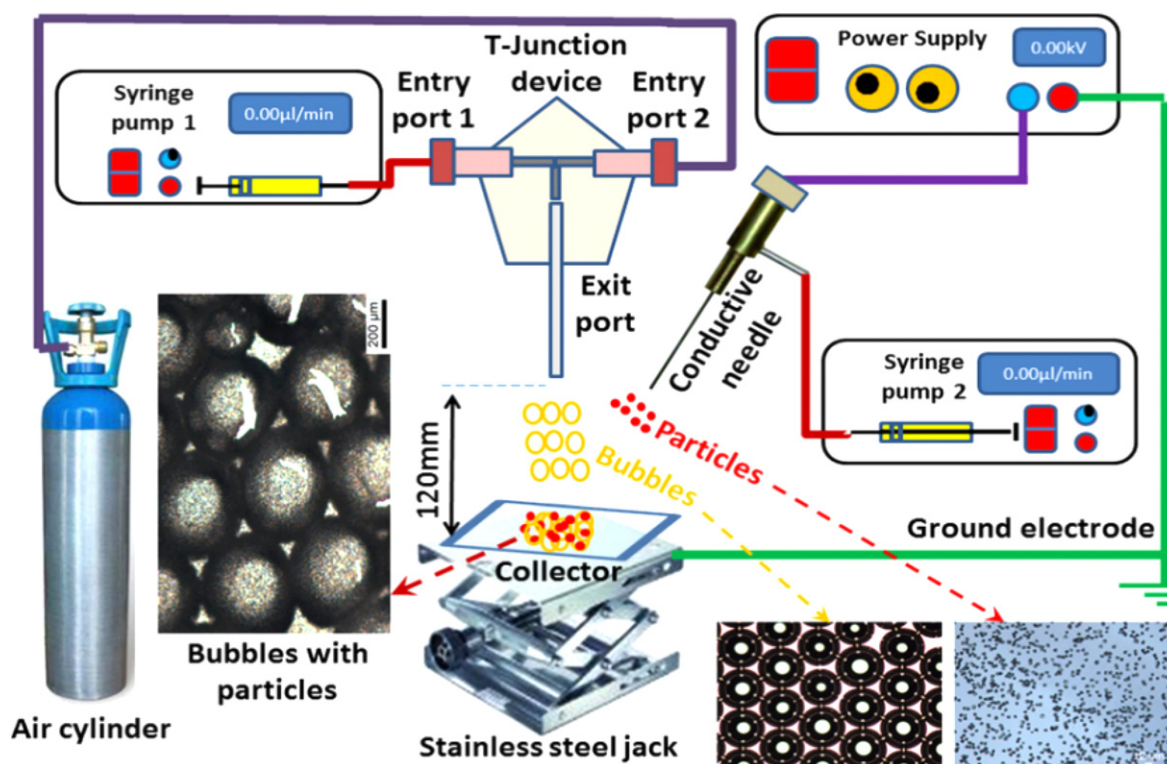 T-Junction
device
Syringe
pump 1
0.00µl/min
Entry
port 1
Entry
port 2
Power Supply
0.00kV
Exit
port
Conductive
needle
Syringe
pump 2
0.00µl/min
200 µm
120mm
Particles
Bubbles
Ground electrode
Collector
Bubbles with
particles
Air cylinder
Stainless steel jack